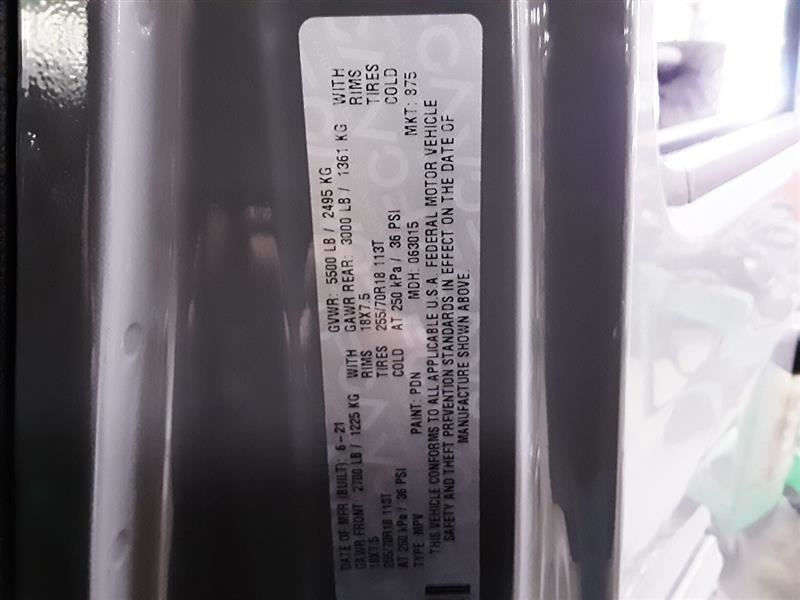 DATE OF MFR (BUILT): 6-21 GVWR: 5500 LB / 2495 KG
GAWR FRONT 2700 LB / 1225 KG WITH GAWR REAR: 3000 LB / 1361 KG WITH
18X7.5 RIMS 18X7.5 RIMS
255/70R18 113T TIRES 255/70R18 113T TIRES
AT 250 kPa / 36 PSI COLD AT 250 kPa / 36 PSI COLD
TYPE: MPV PAINT: PDN MDH: 063015 MKT: 875
THIS VEHICLE CONFORMS TO ALL APPLICABLE U.S.A. FEDERAL MOTOR VEHICLE
SAFETY AND THEFT PREVENTION STANDARDS IN EFFECT ON THE DATE OF
MANUFACTURE SHOWN ABOVE.